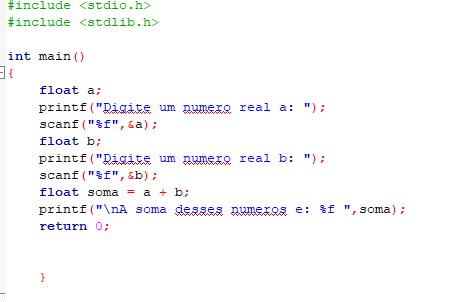 #include <stdio.h>
#include <stdlib.h>
int main()
{
float a;
printf("Digite um numero real a: ");
scanf("%f",&a);
float b;
printf("Digite um numero real b: ");
scanf("%f",&b);
float soma = a + b;
printf("\nA soma desses numeros e: %f ",soma);
return 0;
}